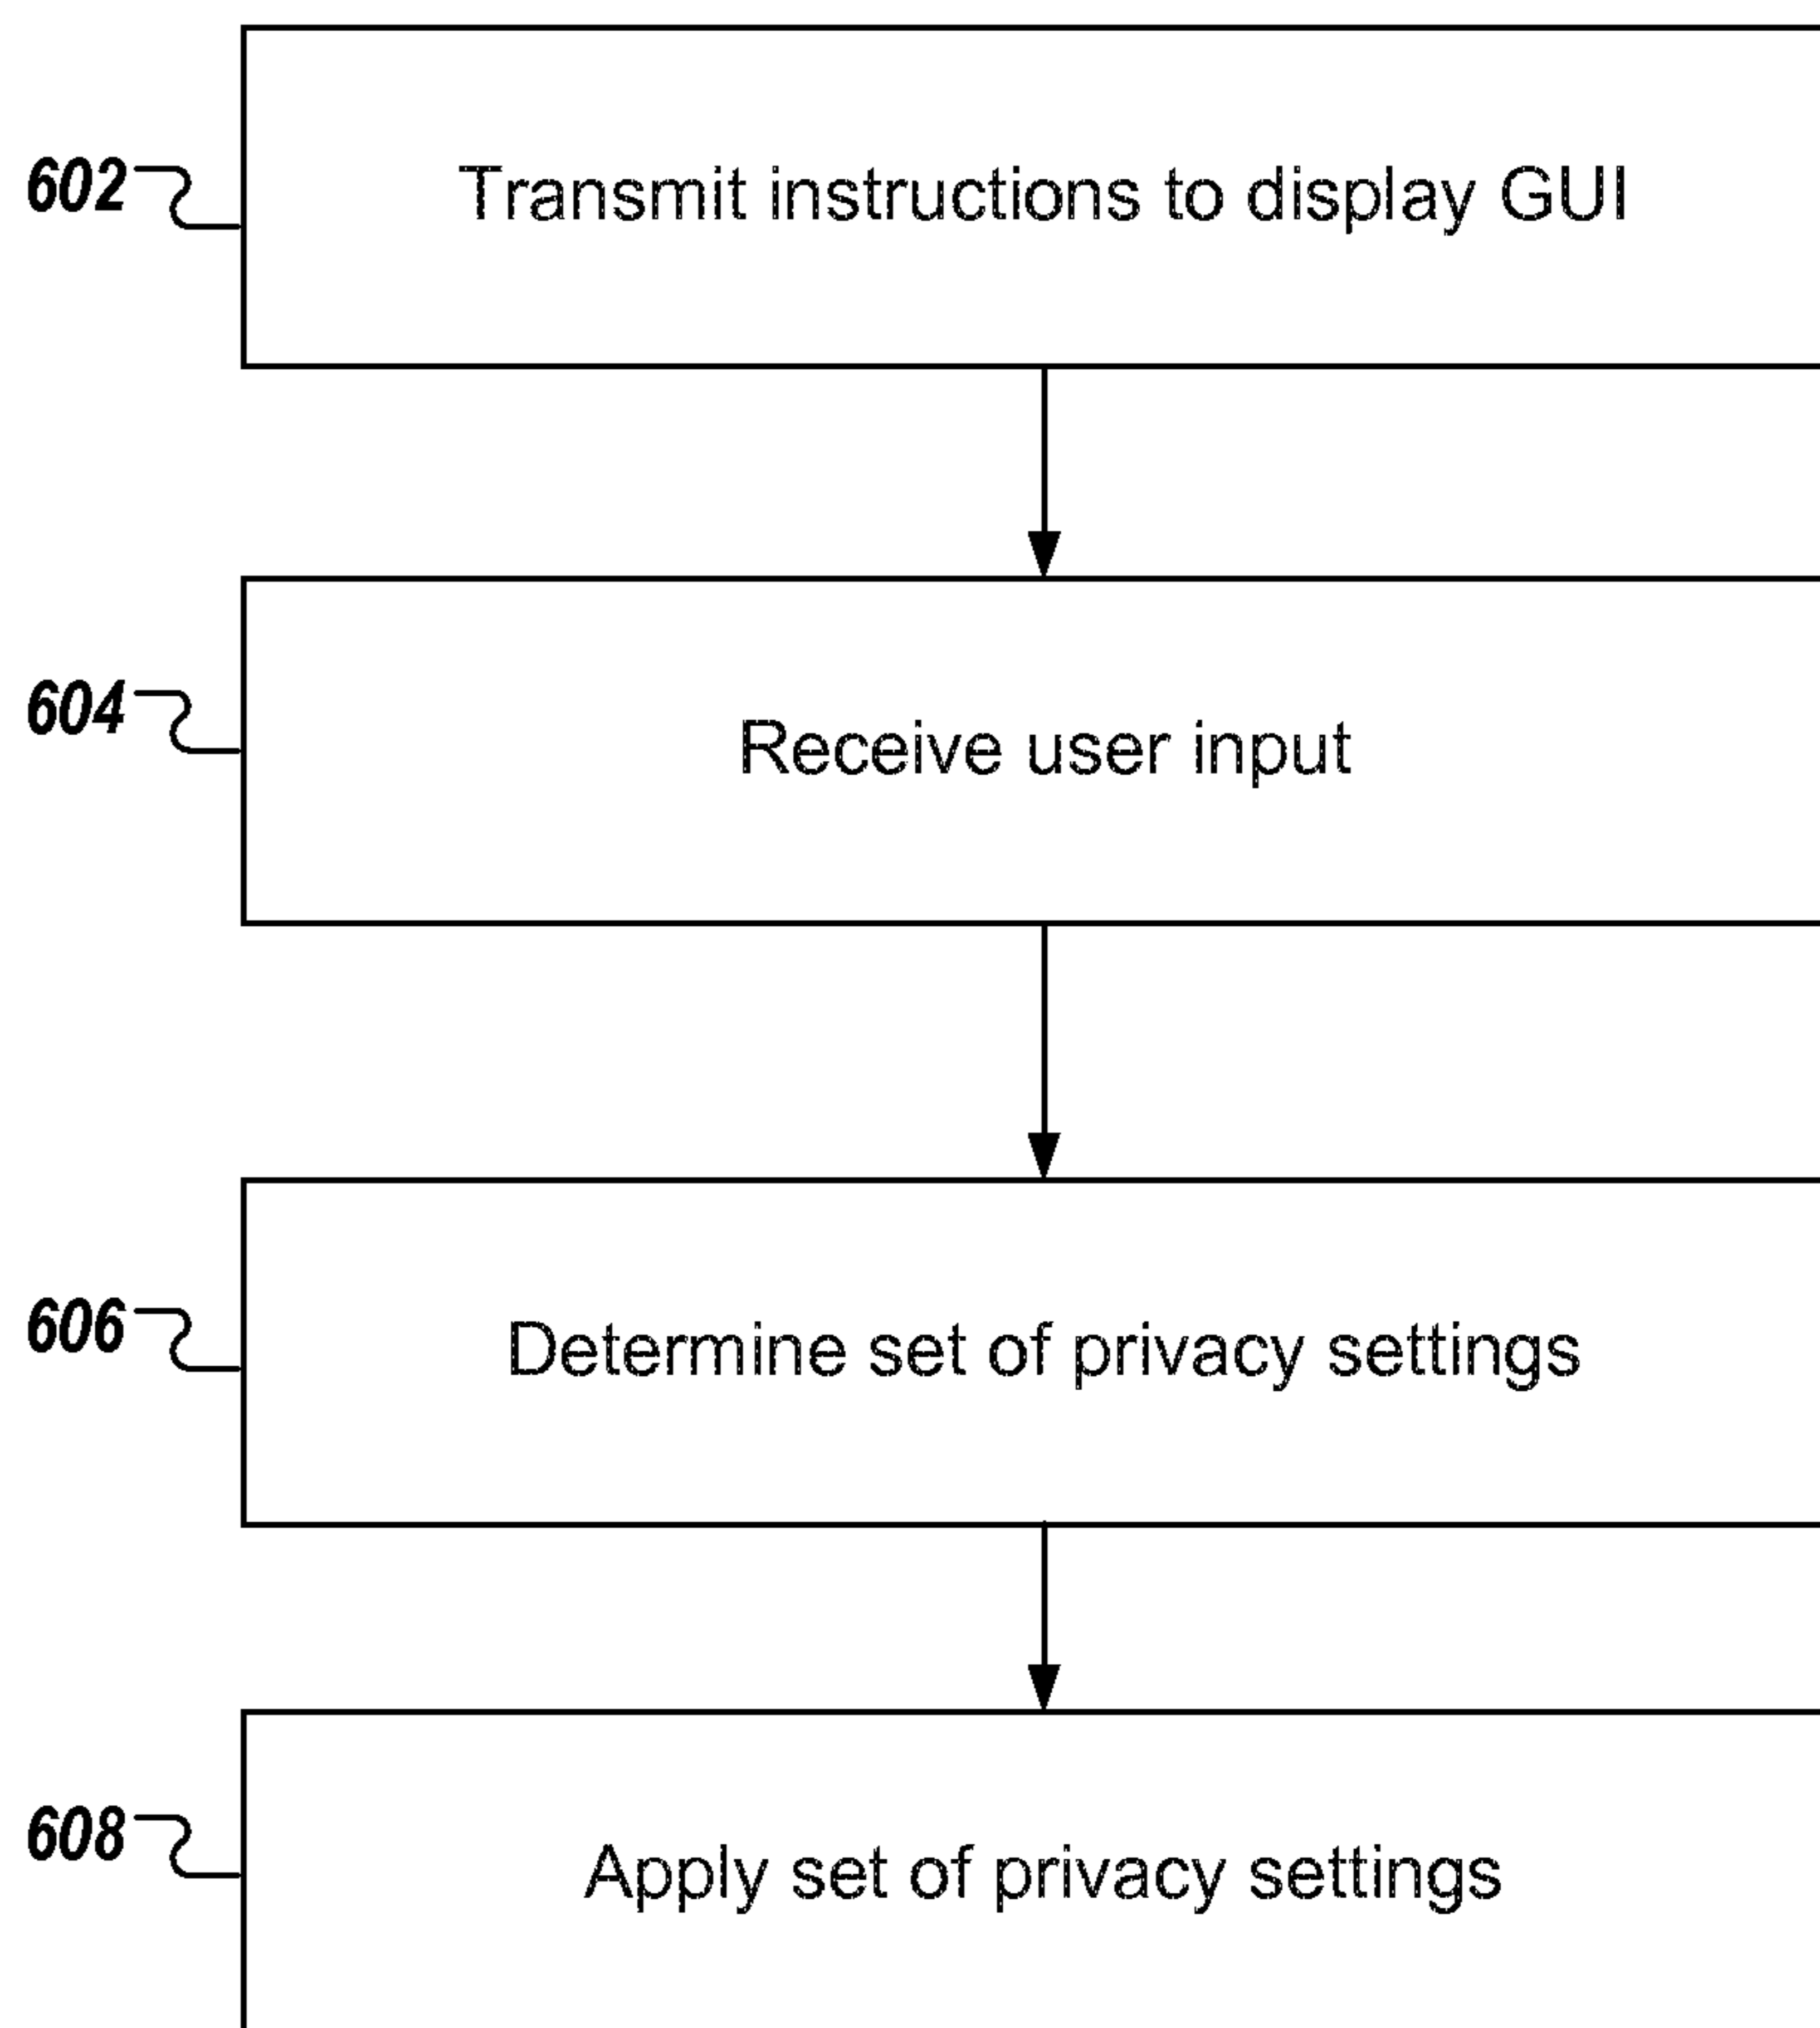 602
Transmit instructions to display GUI
604
Receive user input
606
Determine set of privacy settings
608
Apply set of privacy settings